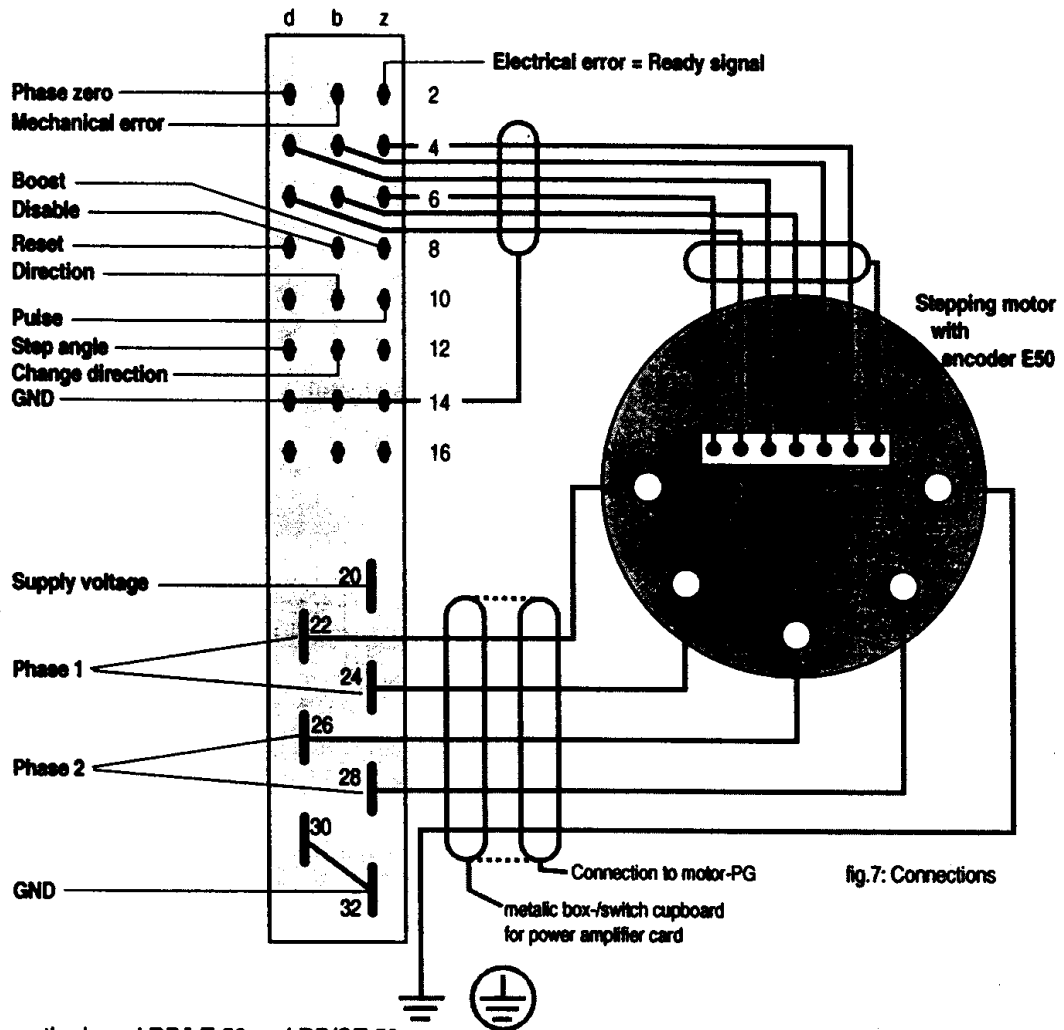 d b z
Electrical error = Ready signal
Phase zero
2
Mechanical error
4
Boost
6
Disable
Reset
8
Direction
10
Pulse
Stepping motor
with
encoder E50
Step angle
12
Change direction
GND
14
16
Supply voltage
20
22
Phase 1
24
26
Phase 2
28
30
Connection to motor-PG
fig.7: Connections
GND
32
metalic box-/switch cupboard
for power amplifier card